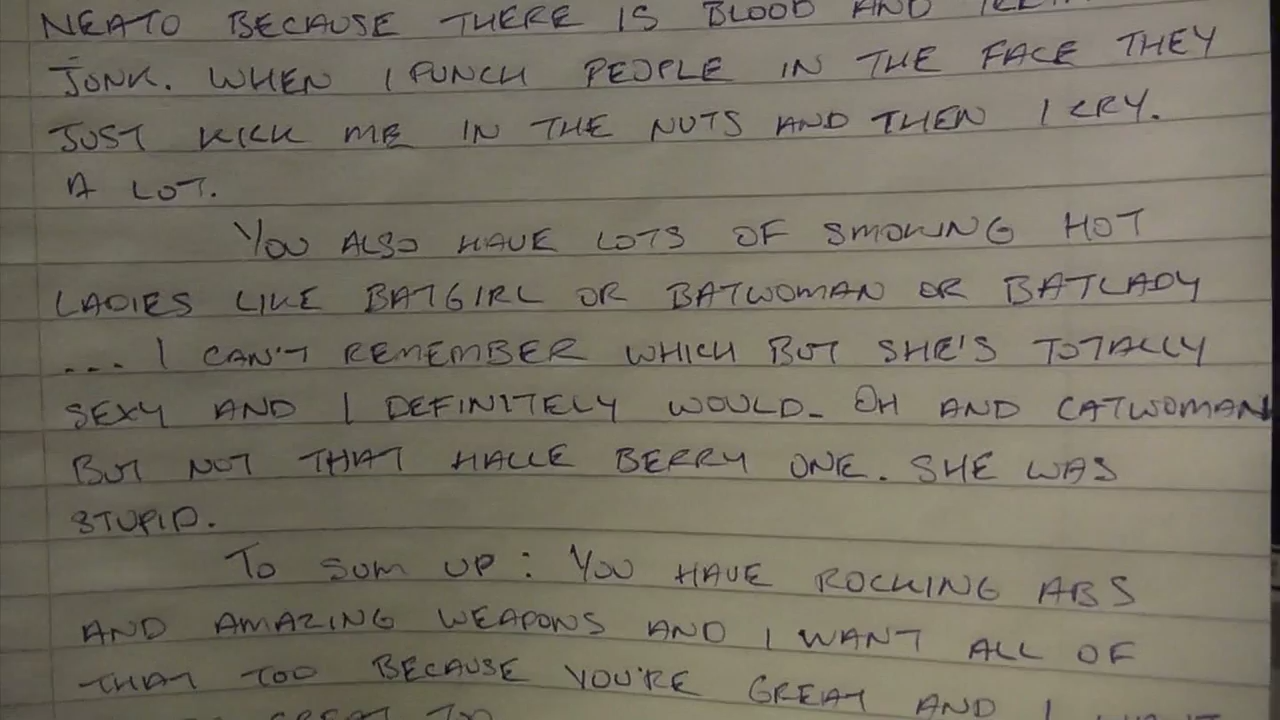 NEATO BECAUSE THERE IS BLOOD AND
JUNK. WHEN I PUNCH PEOPLE IN THE FACE THEY
JUST KICK ME IN THE NUTS AND THEN I CRY.
A LOT.
YOU ALSO HAVE LOTS OF SMOKING HOT
LADIES LIKE BATGIRL OR BATWOMAN OR BATLADY
... I CAN'T REMEMBER WHICH BUT SHE'S TOTALLY
SEXY AND I DEFINITELY WOULD. OH AND CATWOMAN
BUT NOT THAT HALLE BERRY ONE. SHE WAS
STUPID.
TO SUM UP: YOU HAVE ROCKING ABS
AND AMAZING WEAPONS AND I WANT ALL OF
THAT TOO BECAUSE YOU'RE GREAT AND I
GREAT TO